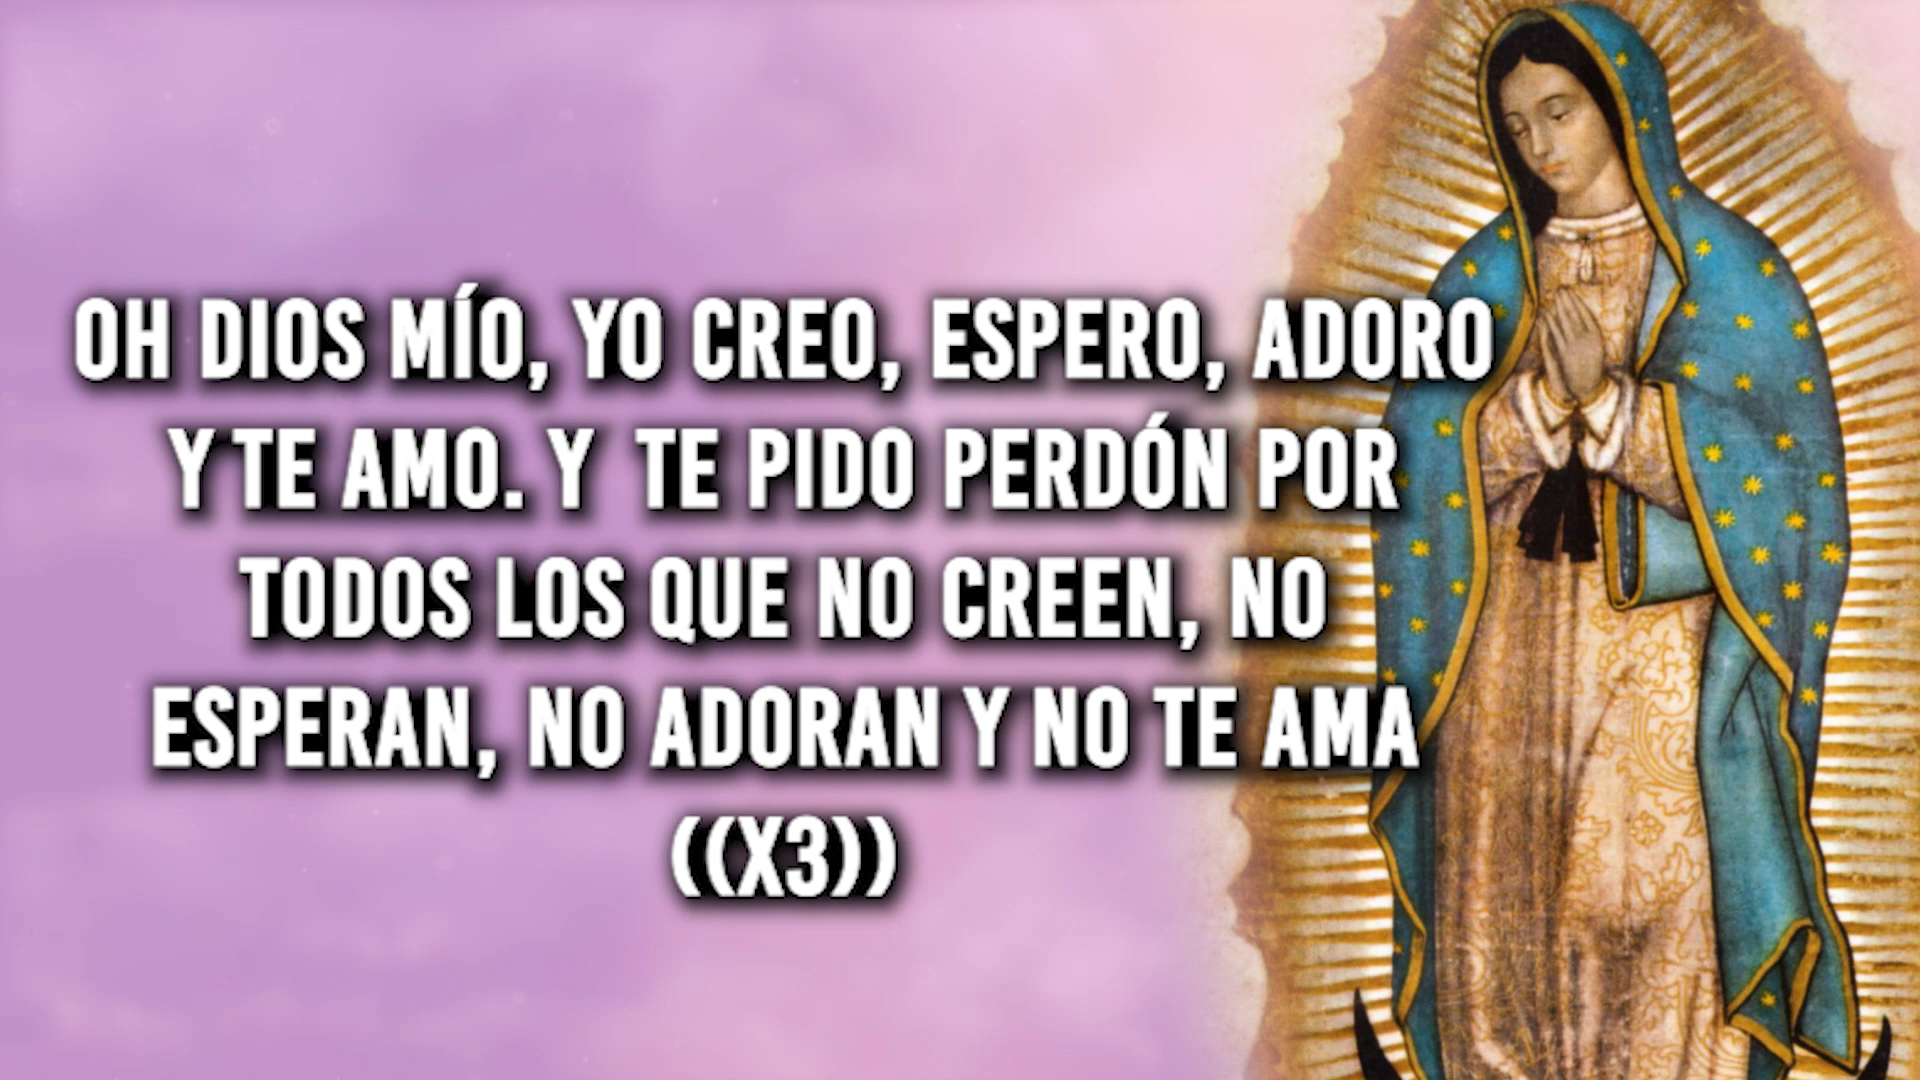 OH DIOS MÍO, YO CREO, ESPERO, ADORO
Y TE AMO. Y TE PIDO PERDÓN POR
TODOS LOS QUE NO CREEN, NO
ESPERAN, NO ADORAN Y NO TE AMA
((X3))